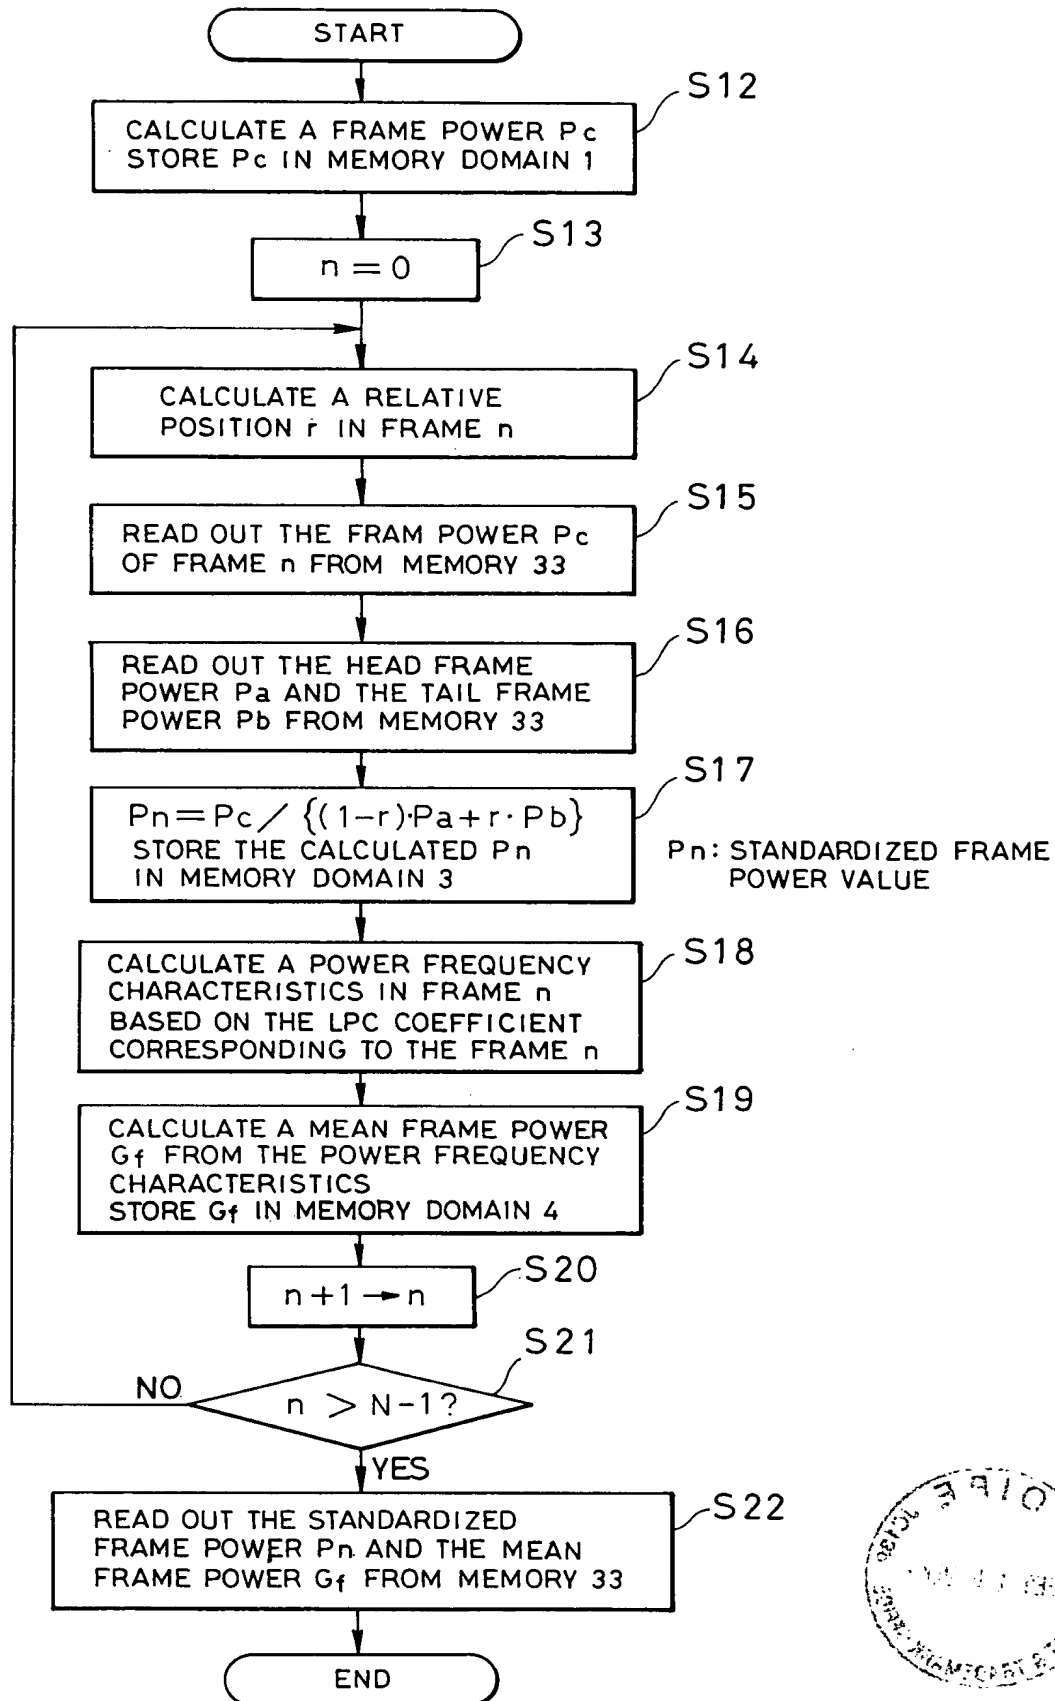 START
S12
CALCULATE A FRAME POWER Pc
STORE Pc IN MEMORY DOMAIN 1
S13
n = 0
S14
CALCULATE A RELATIVE
POSITION r IN FRAME n
S15
READ OUT THE FRAM POWER Pc
OF FRAME n FROM MEMORY 33
S16
READ OUT THE HEAD FRAME
POWER Pa AND THE TAIL FRAME
POWER Pb FROM MEMORY 33
S17
Pn = Pc / {(1-r)·Pa + r·Pb}
STORE THE CALCULATED Pn
IN MEMORY DOMAIN 3
Pn: STANDARDIZED FRAME
POWER VALUE
S18
CALCULATE A POWER FREQUENCY
CHARACTERISTICS IN FRAME n
BASED ON THE LPC COEFFICIENT
CORRESPONDING TO THE FRAME n
S19
CALCULATE A MEAN FRAME POWER
Gf FROM THE POWER FREQUENCY
CHARACTERISTICS
STORE Gf IN MEMORY DOMAIN 4
S20
n+1 → n
S21
NO
n > N-1?
YES
S22
READ OUT THE STANDARDIZED
FRAME POWER Pn AND THE MEAN
FRAME POWER Gf FROM MEMORY 33
END